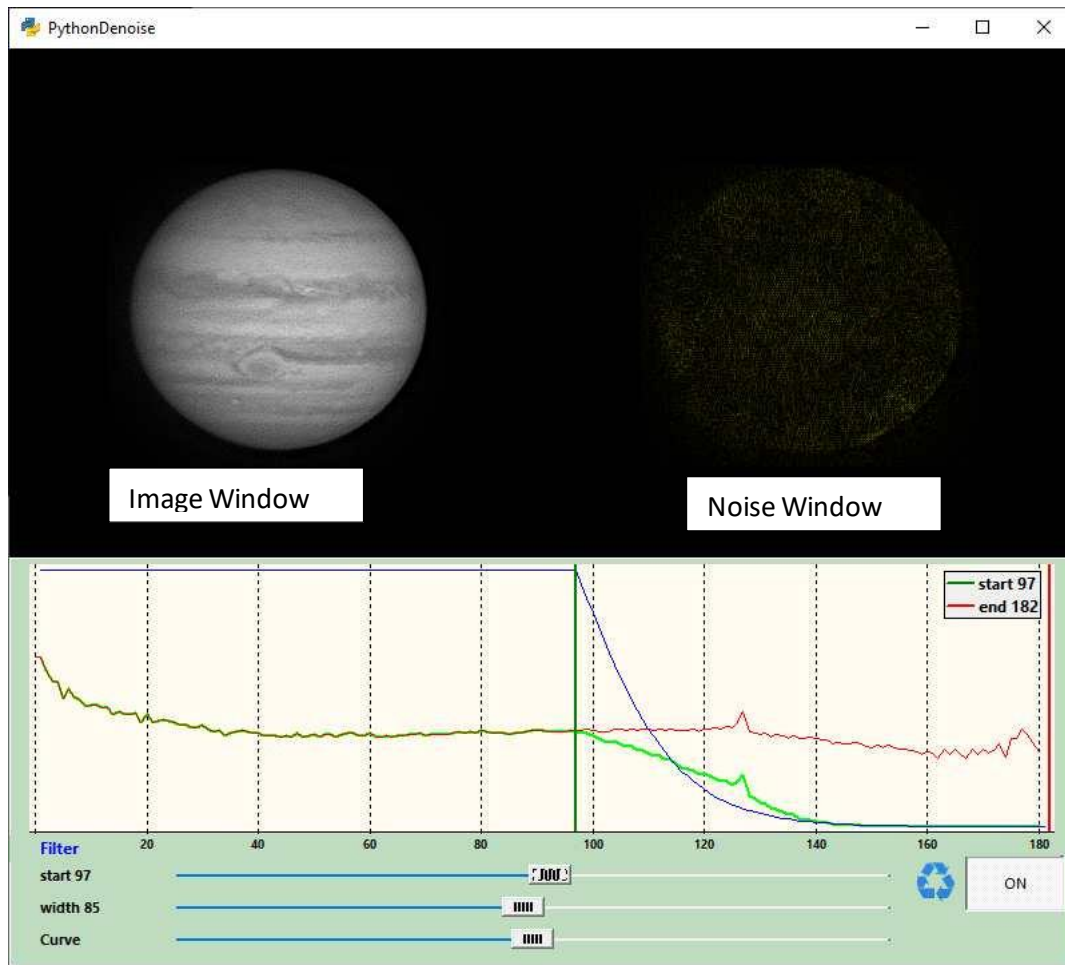 PythonDenoise
Image Window
Noise Window
start 97
end 182
Filter
20
40
60
80
100
120
140
160
180
start 97
ON
width 85
Curve